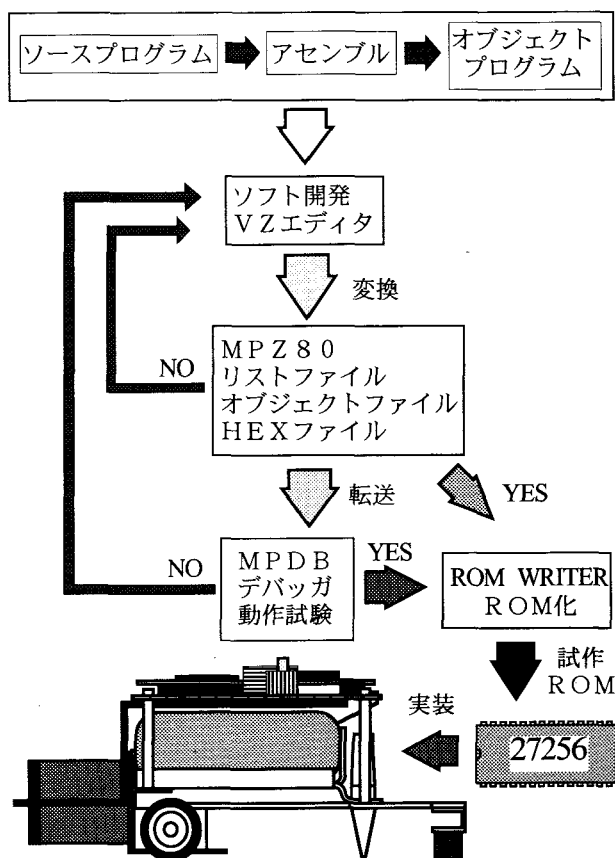 ソースプログラム
アセンブル
オブジェクト
プログラム
ソフト開発
VZエディタ
変換
NO
MPZ80
リストファイル
オブジェクトファイル
HEXファイル
転送
YES
NO
MPDB
デバッガ
動作試験
YES
ROM WRITER
ROM化
試作
ROM
実装
27256